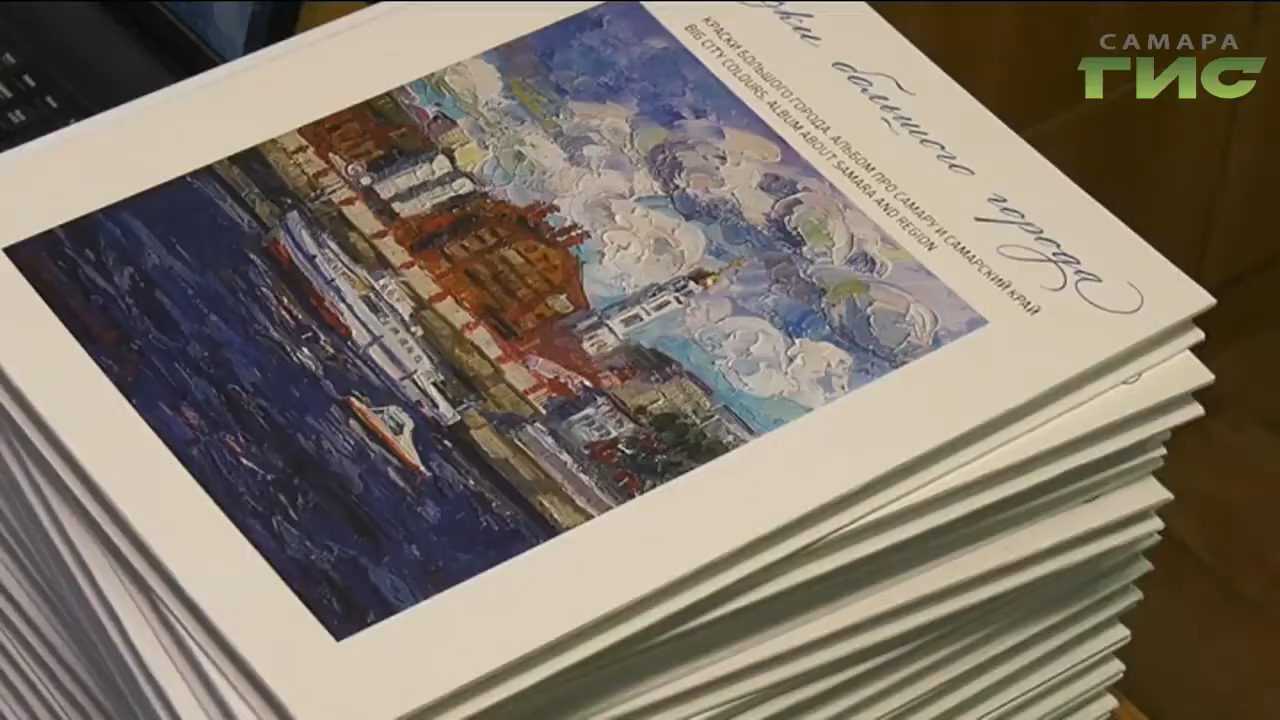 большого города
КРАСКИ БОЛЬШОГО ГОРОДА. АЛЬБОМ ПРО САМАРУ И САМАРСКИЙ КРАЙ
BIG CITY COLOURS. ALBUM ABOUT SAMARA AND REGION
САМАРА
ГИС